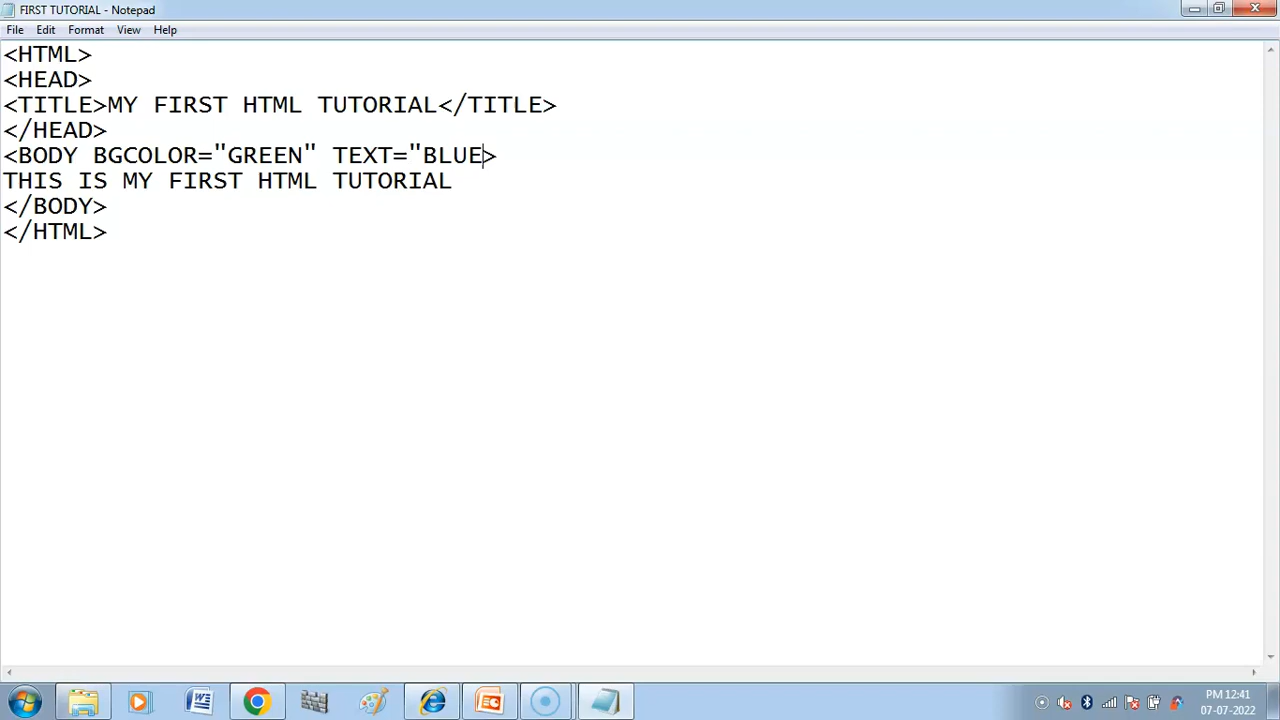 FIRST TUTORIAL - Notepad
File Edit Format View Help
<HTML>
<HEAD>
<TITLE>MY FIRST HTML TUTORIAL</TITLE>
</HEAD>
<BODY BGCOLOR="GREEN" TEXT="BLUE>
THIS IS MY FIRST HTML TUTORIAL
</BODY>
</HTML>
PM 12:41
07-07-2022